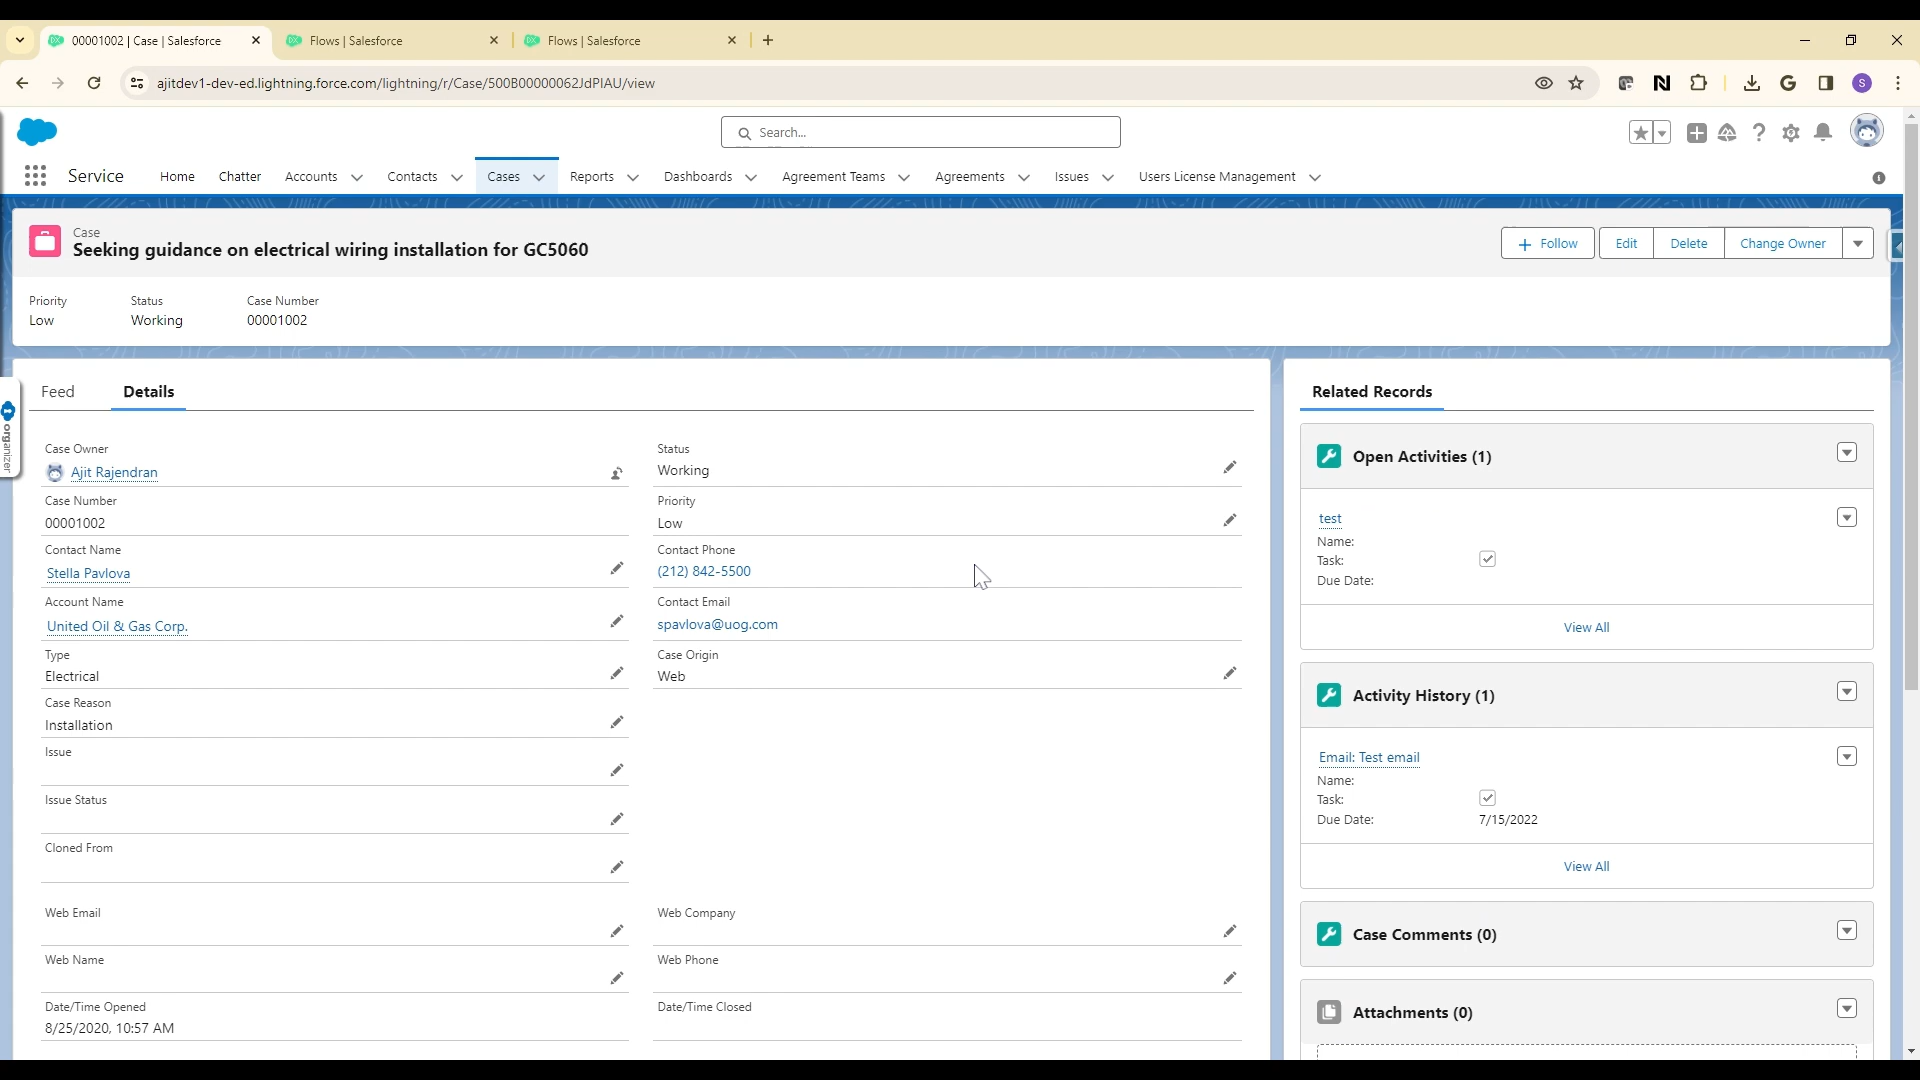 00001002 | Case | Salesforce
Flows | Salesforce
Flows | Salesforce
ajitdev1-dev-ed.lightning.force.com/lightning/r/Case/500B00000062JdPIAU/view
S
Search...
Service
Home
Chatter
Accounts
Contacts
Cases
Reports
Dashboards
Agreement Teams
Agreements
Issues
Users License Management
Case
Seeking guidance on electrical wiring installation for GC5060
Follow
Edit
Delete
Change Owner
Priority
Low
Status
Working
Case Number
00001002
organizer
Feed
Details
Case Owner
Ajit Rajendran
Status
Working
Case Number
00001002
Priority
Low
Contact Name
Stella Pavlova
Contact Phone
(212) 842-5500
Account Name
United Oil & Gas Corp.
Contact Email
spavlova@uog.com
Type
Electrical
Case Origin
Web
Case Reason
Installation
Issue
Issue Status
Cloned From
Web Email
Web Company
Web Name
Web Phone
Date/Time Opened
8/25/2020, 10:57 AM
Date/Time Closed
Related Records
Open Activities (1)
test
Name:
Task:
Due Date:
View All
Activity History (1)
Email: Test email
Name:
Task:
Due Date: 7/15/2022
View All
Case Comments (0)
Attachments (0)